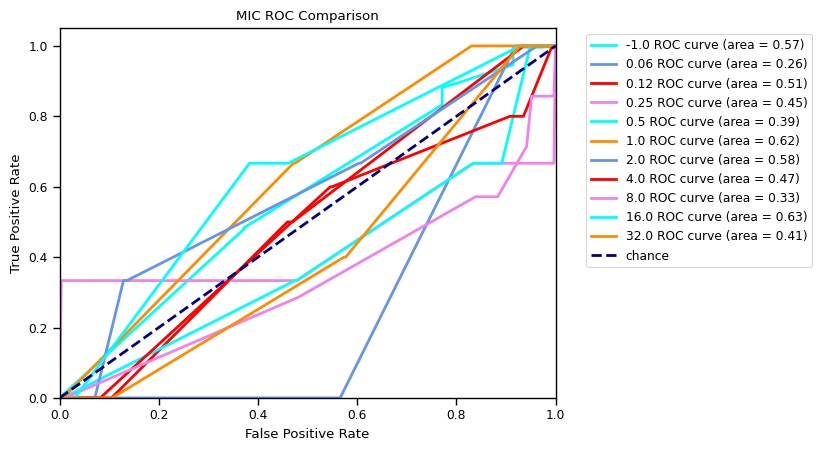 MIC ROC Comparison
True Positive Rate
1.0
0.8
0.6
0.4
0.2
0.0
0.0 0.2 0.4 0.6 0.8 1.0
False Positive Rate
-1.0 ROC curve (area = 0.57)
0.06 ROC curve (area = 0.26)
0.12 ROC curve (area = 0.51)
0.25 ROC curve (area = 0.45)
0.5 ROC curve (area = 0.39)
1.0 ROC curve (area = 0.62)
2.0 ROC curve (area = 0.58)
4.0 ROC curve (area = 0.47)
8.0 ROC curve (area = 0.33)
16.0 ROC curve (area = 0.63)
32.0 ROC curve (area = 0.41)
chance